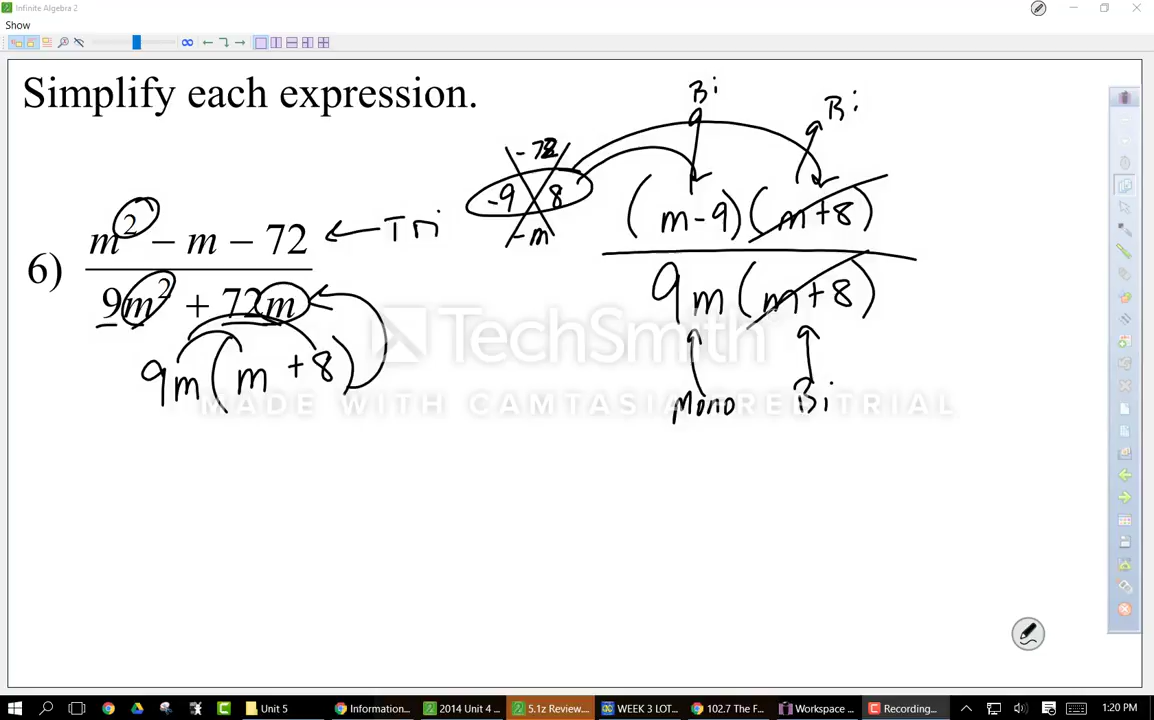 Infinite Algebra 2
Show
Simplify each expression.
Bi
Bi
-72
-9 8
-m
(m-9)(m+8)
9m(m+8)
Mono
Bi
6) m² − m − 72
Tri
9m² + 72m
9m(m+8)
TechSmith
MADE WITH CAMTASIA FREE TRIAL
Unit 5
Information...
2014 Unit 4 ...
5.1z Review....
WEEK 3 LOT...
102.7 The F...
Workspace ...
Recording...
1:20 PM